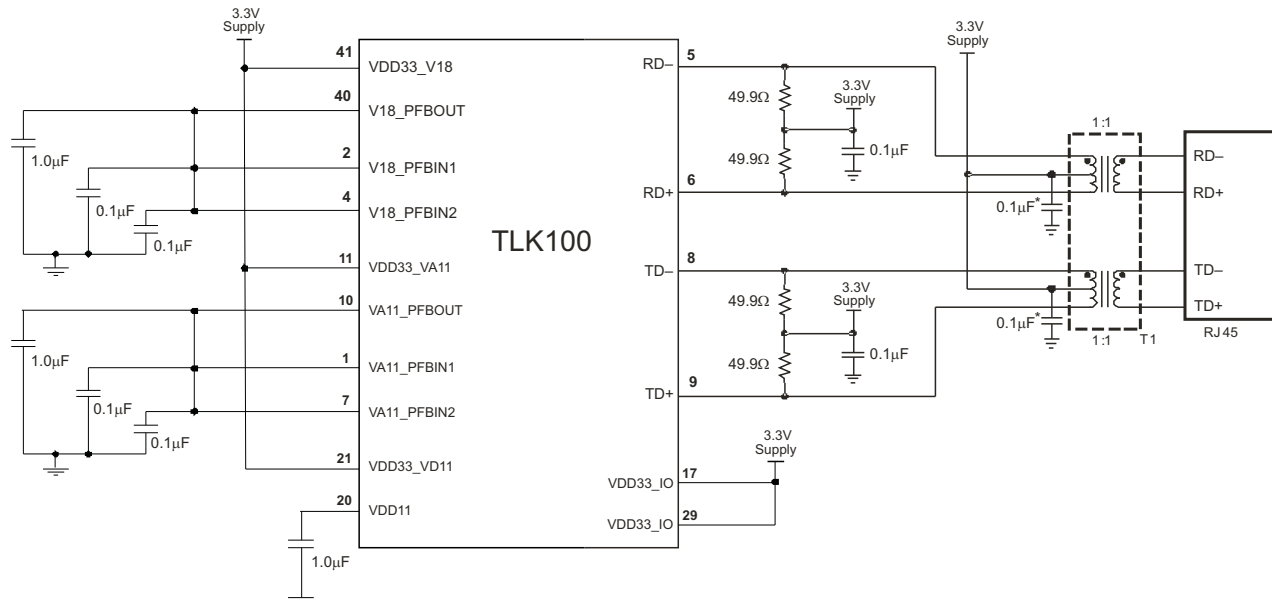 3.3V
Supply
41
VDD33_V18
40
V18_PFBOUT
1.0μF
2
V18_PFBIN1
0.1μF
4
V18_PFBIN2
0.1μF
11
VDD33_VA11
10
VA11_PFBOUT
1.0μF
1
VA11_PFBIN1
0.1μF
7
VA11_PFBIN2
0.1μF
21
VDD33_VD11
20
VDD11
1.0μF
TLK100
RD–
5
49.9Ω
3.3V
Supply
0.1μF
49.9Ω
RD+
6
TD–
8
49.9Ω
3.3V
Supply
0.1μF
49.9Ω
TD+
9
3.3V
Supply
VDD33_IO
17
VDD33_IO
29
3.3V
Supply
1:1
0.1μF*
0.1μF*
1:1
T1
RD–
RD+
TD–
TD+
RJ45